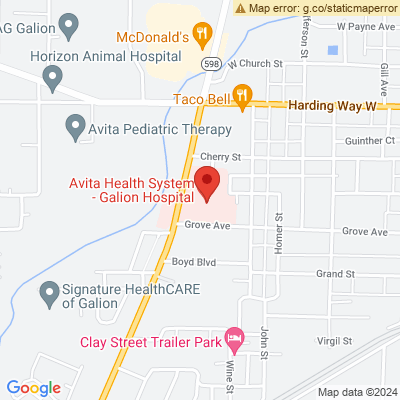 Map error: g.co/staticmaperror
W Payne Ave
fferson St
Gill Ave
AG Galion
McDonald's
Horizon Animal Hospital
598
W Church St
Taco Bell
Harding Way W
Avita Pediatric Therapy
Guinther Ct
Cherry St
Avita Health System
- Galion Hospital
Homer St
Grove Ave
Grove Ave
Boyd Blvd
Grand St
Signature HealthCARE
of Galion
Clay Street Trailer Park
Virgil St
John St
Wine St
Google
Map data ©2024